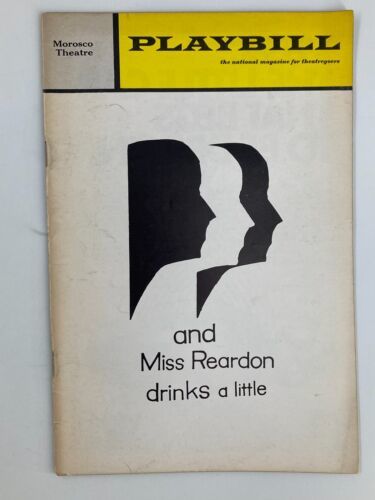 Morosco
Theatre
PLAYBILL
the national magazine for theatregoers
and
Miss Reardon
drinks a little